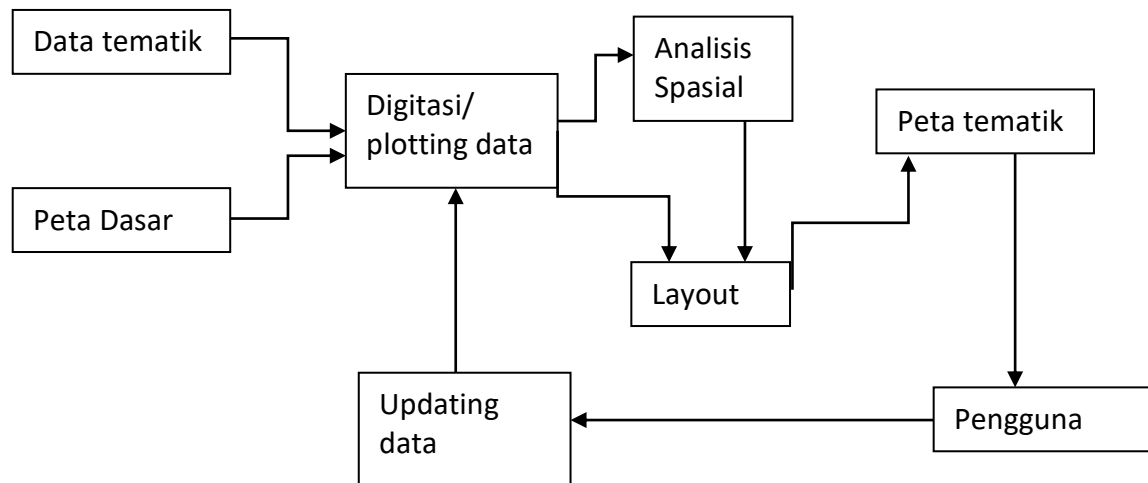 Data tematik
Peta Dasar
Digitasi/
plotting data
Analisis
Spasial
Layout
Peta tematik
Pengguna
Updating
data